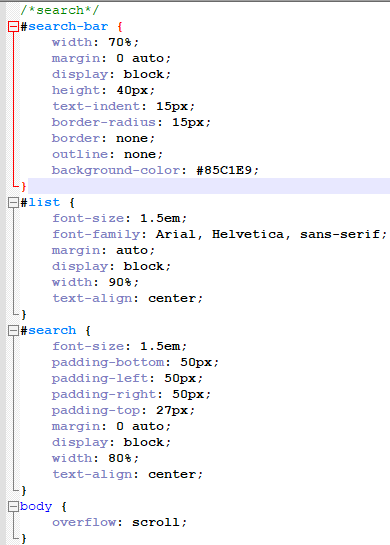 /*search*/
#search-bar {
width: 70%;
margin: 0 auto;
display: block;
height: 40px;
text-indent: 15px;
border-radius: 15px;
border: none;
outline: none;
background-color: #85C1E9;
}
#list {
font-size: 1.5em;
font-family: Arial, Helvetica, sans-serif;
margin: auto;
display: block;
width: 90%;
text-align: center;
}
#search {
font-size: 1.5em;
padding-bottom: 50px;
padding-left: 50px;
padding-right: 50px;
padding-top: 27px;
margin: 0 auto;
display: block;
width: 80%;
text-align: center;
}
body {
overflow: scroll;
}